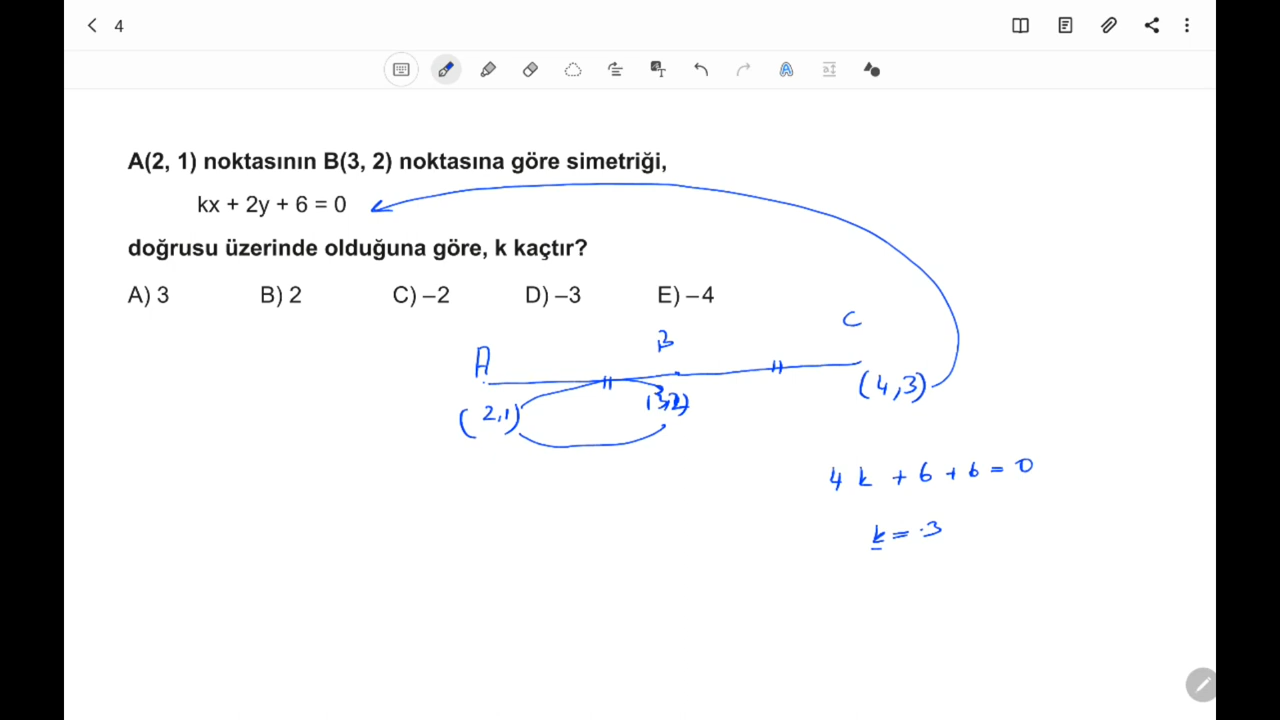 4
A(2, 1) noktasının B(3, 2) noktasına göre simetriği,
kx + 2y + 6 = 0
doğrusu üzerinde olduğuna göre, k kaçtır?
A) 3 B) 2 C) –2 D) –3 E) –4
A B C
(2,1) (3,2) (4,3)
4k + 6 + 6 = 0
k = -3